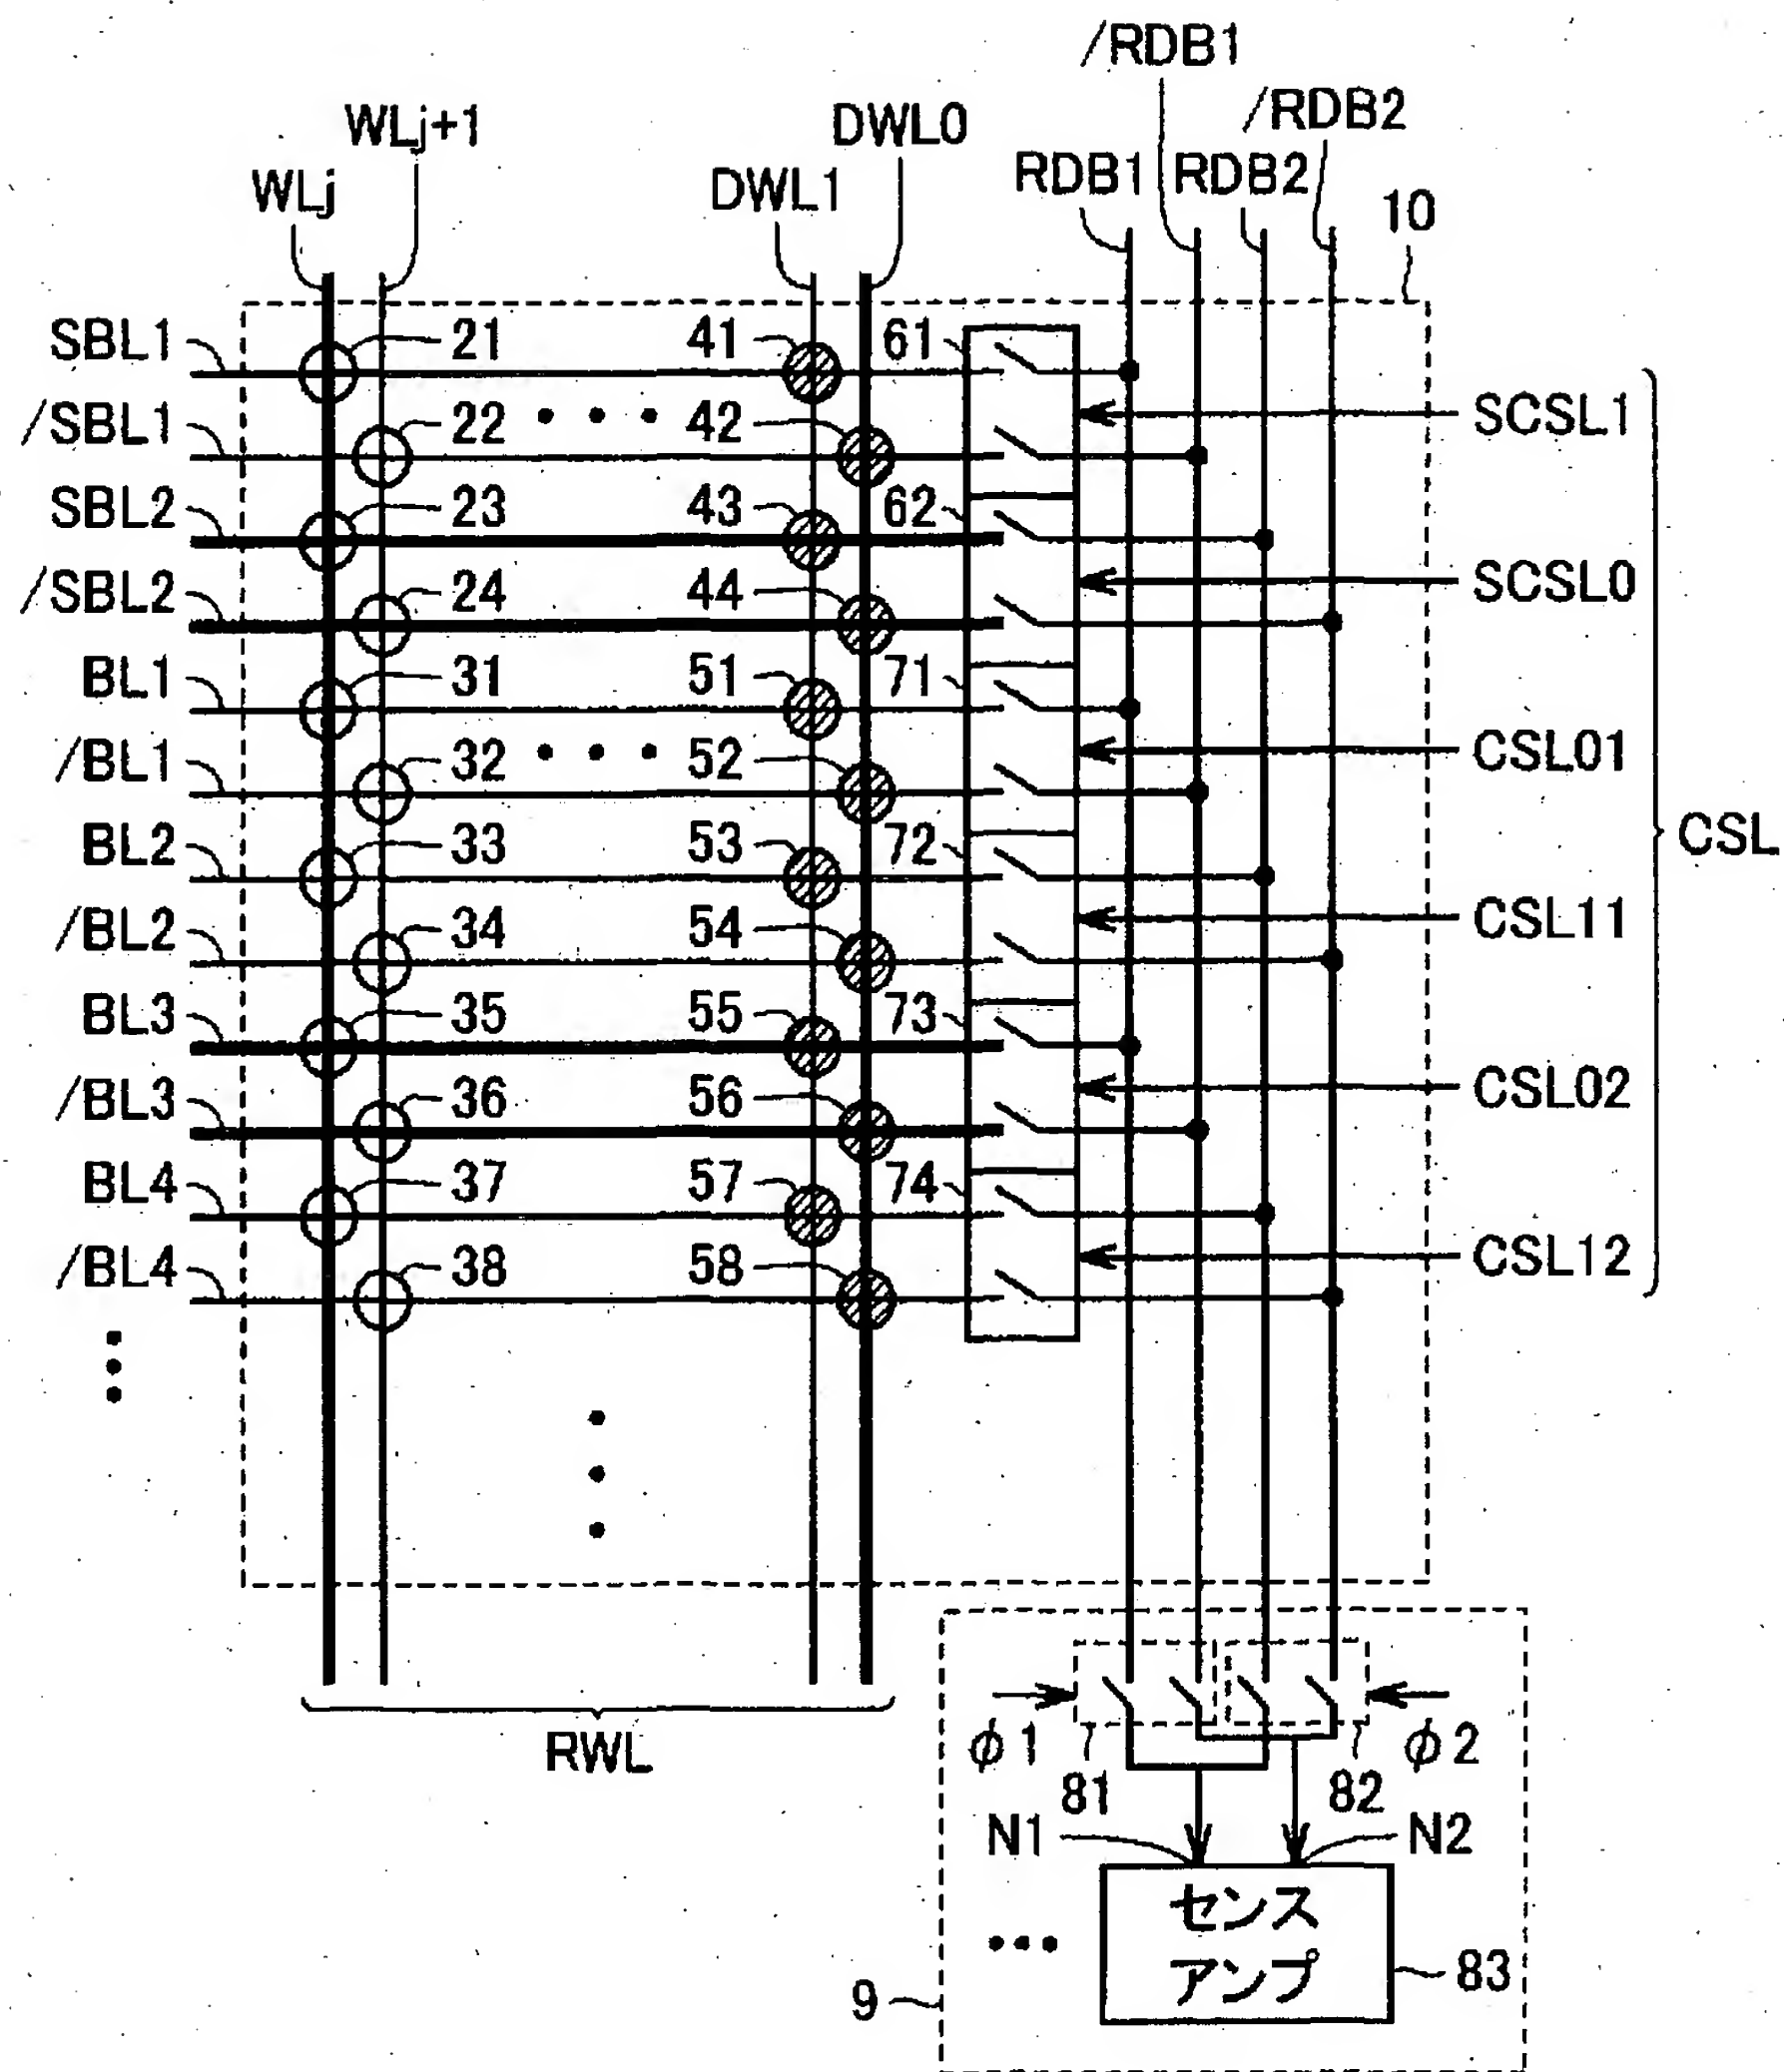 /RDB1
WLj+1 DWL0 /RDB2
WLj DWL1 RDB1 RDB2 10
SBL1 21 41 61
/SBL1 22 ••• 42 SCSL1
SBL2 23 43 62
/SBL2 24 44 SCSL0
BL1 31 51 71
/BL1 32 ••• 52 CSL01
BL2 33 53 72 CSL
/BL2 34 54 CSL11
BL3 35 55 73
/BL3 36 56 CSL02
BL4 37 57 74
/BL4 38 58 CSL12
RWL φ1 φ2
81 82
N1 N2
センス
アンプ
••• 83
9